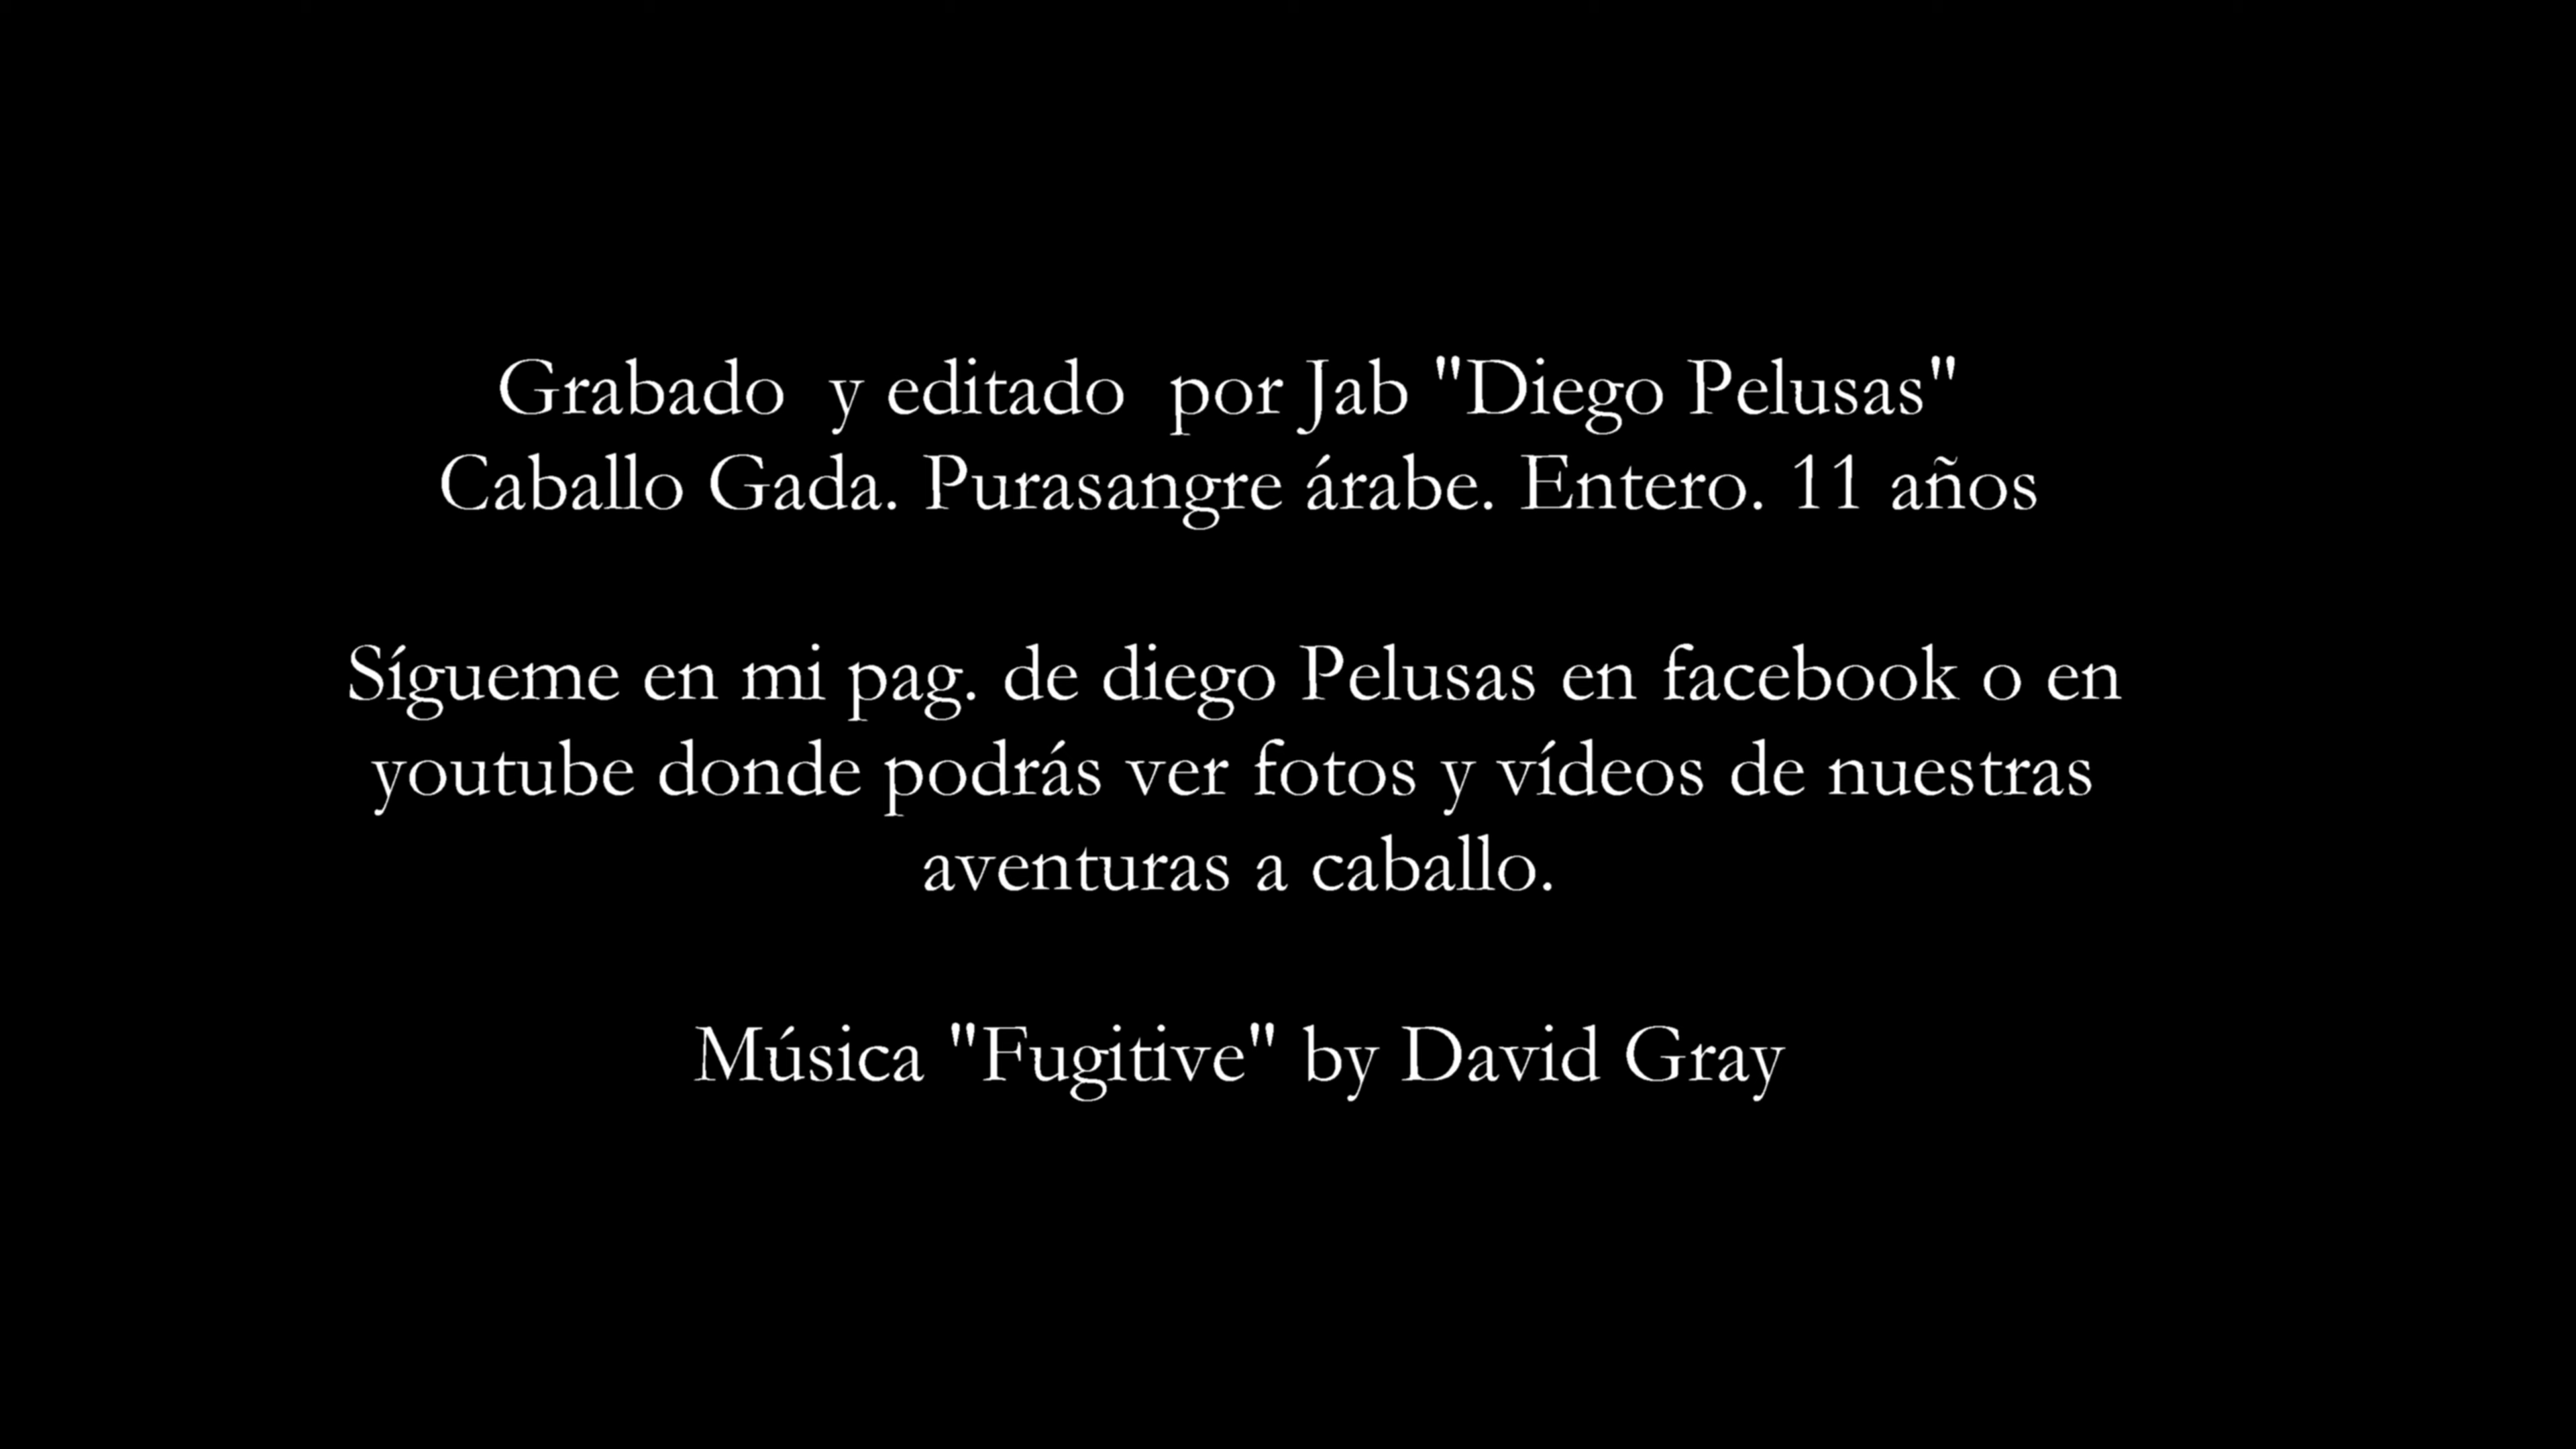 Grabado y editado por Jab "Diego Pelusas"
Caballo Gada. Purasangre árabe. Entero. 11 años
Sígueme en mi pag. de diego Pelusas en facebook o en
youtube donde podrás ver fotos y vídeos de nuestras
aventuras a caballo.
Música "Fugitive" by David Gray